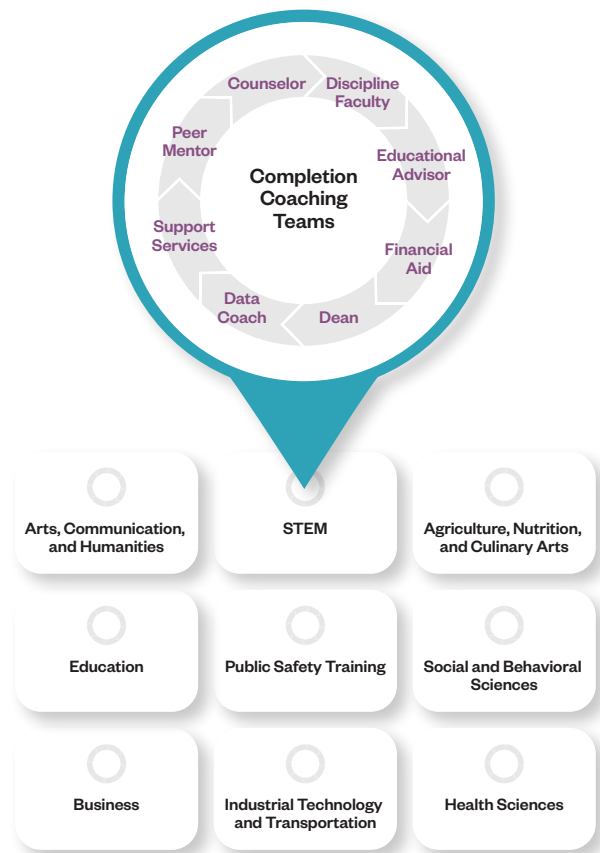 Counselor
Discipline
Faculty
Educational
Advisor
Financial
Aid
Dean
Data
Coach
Support
Services
Peer
Mentor
Completion
Coaching
Teams
Arts, Communication,
and Humanities
STEM
Agriculture, Nutrition,
and Culinary Arts
Education
Public Safety Training
Social and Behavioral
Sciences
Business
Industrial Technology
and Transportation
Health Sciences